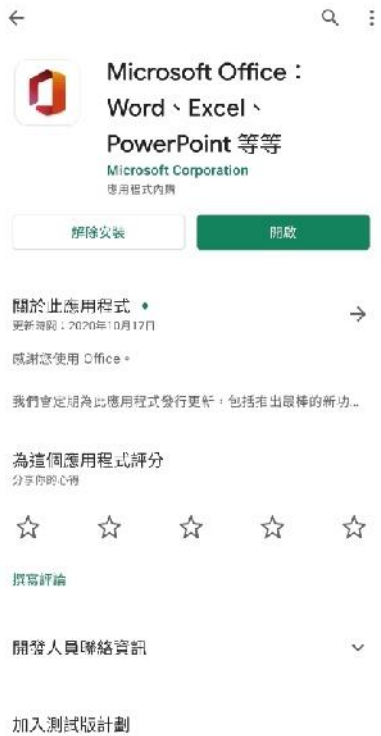 Microsoft Office：
Word、Excel、
PowerPoint 等等
Microsoft Corporation
應用程式內購
解除安裝
開啟
關於此應用程式
更新時間：2020年10月17日
感謝您使用 Office。
我們會定期為此應用程式發行更新，包括推出最棒的新功...
為這個應用程式評分
分享你的心得
撰寫評論
開發人員聯絡資訊
加入測試版計劃